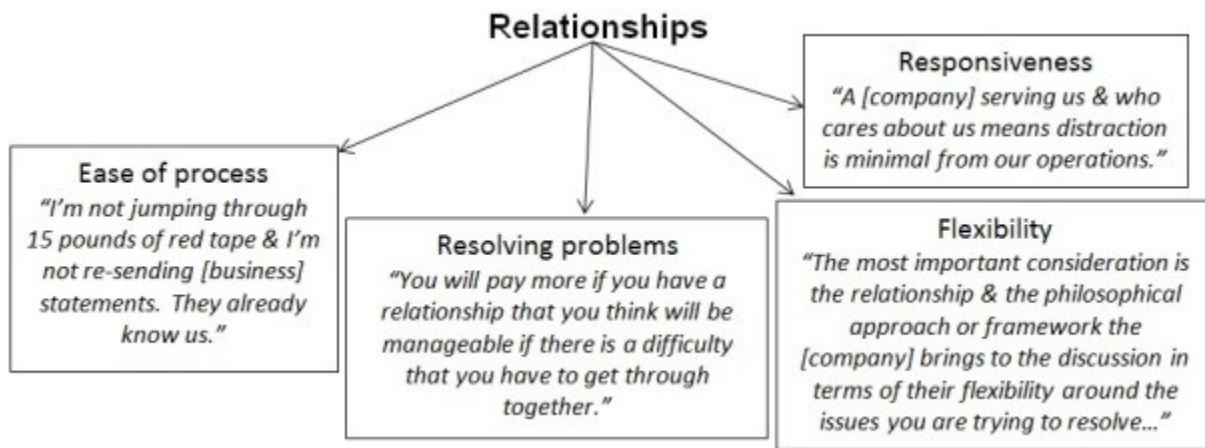 Relationships
Ease of process
“I’m not jumping through
15 pounds of red tape & I’m
not re-sending [business]
statements.  They already
know us.”
Resolving problems
“You will pay more if you have a
relationship that you think will be
manageable if there is a difficulty
that you have to get through
together.”
Responsiveness
“A [company] serving us & who
cares about us means distraction
is minimal from our operations.”
Flexibility
“The most important consideration is
the relationship & the philosophical
approach or framework the
[company] brings to the discussion in
terms of their flexibility around the
issues you are trying to resolve…”